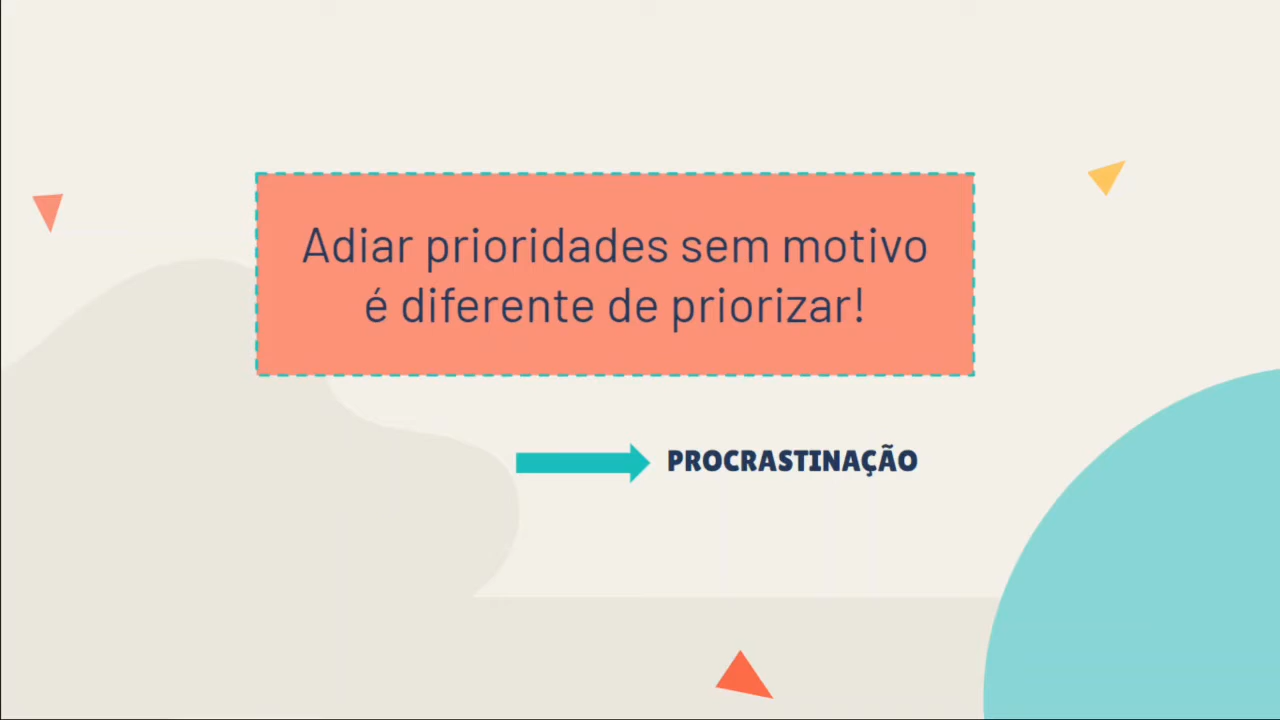 Adiar prioridades sem motivo
é diferente de priorizar!
PROCRASTINAÇÃO